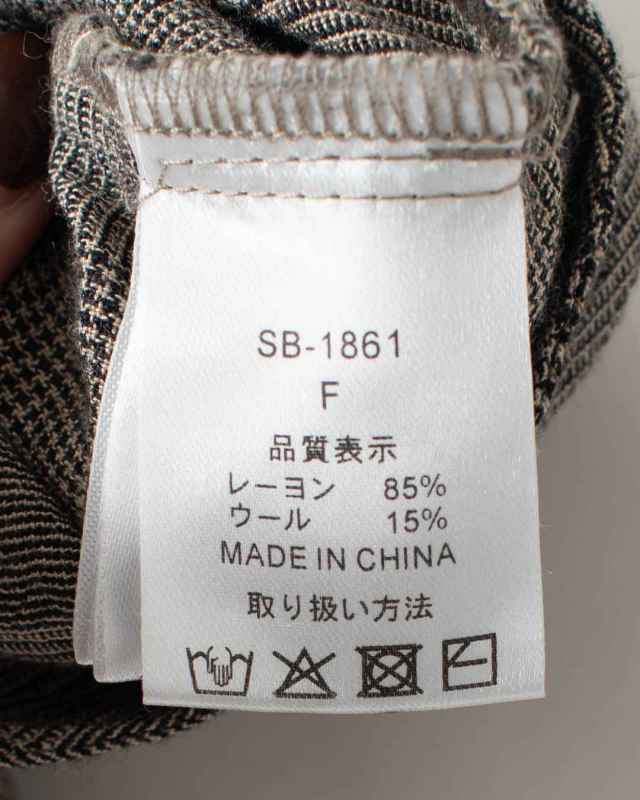 SB-1861
F
品質表示
レーヨン 85%
ウール 15%
MADE IN CHINA
取り扱い方法